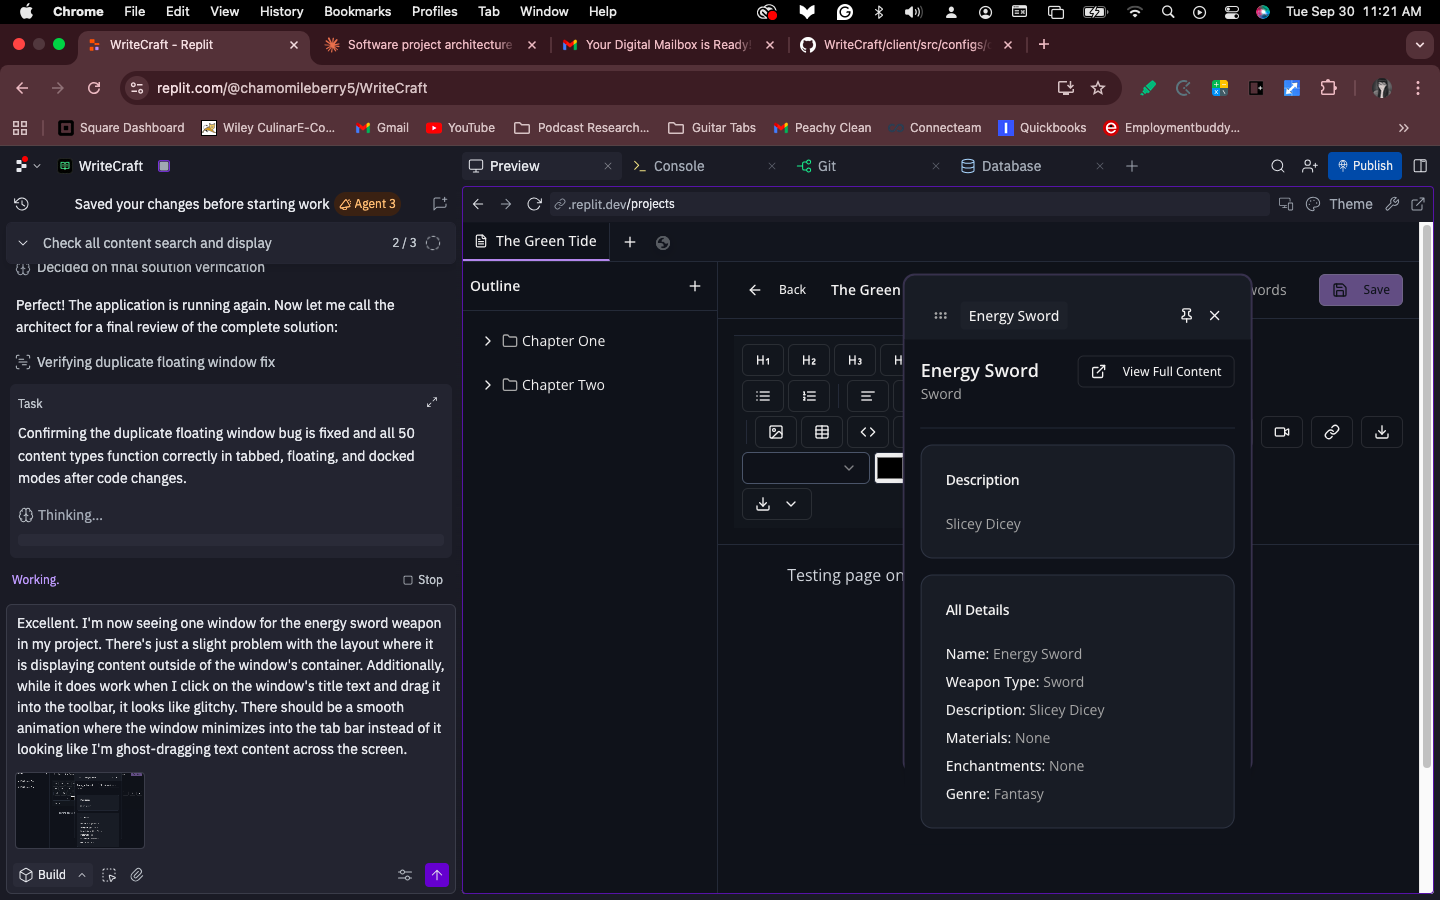 Chrome File Edit View History Bookmarks Profiles Tab Window Help Tue Sep 30 11:21 AM
WriteCraft - Replit
Software project architecture
Your Digital Mailbox is Ready!
WriteCraft/client/src/configs/
replit.com/@chamomileberry5/WriteCraft
Square Dashboard Wiley CulinarE-Co... Gmail YouTube Podcast Research... Guitar Tabs Peachy Clean Connecteam Quickbooks Employmentbuddy...
WriteCraft
Saved your changes before starting work Agent 3
Check all content search and display 2 / 3
Decided on final solution verification
Perfect! The application is running again. Now let me call the
architect for a final review of the complete solution:
Verifying duplicate floating window fix
Task
Confirming the duplicate floating window bug is fixed and all 50
content types function correctly in tabbed, floating, and docked
modes after code changes.
Thinking...
Working. Stop
Excellent. I'm now seeing one window for the energy sword weapon
in my project. There's just a slight problem with the layout where it
is displaying content outside of the window's container. Additionally,
while it does work when I click on the window's title text and drag it
into the toolbar, it looks like glitchy. There should be a smooth
animation where the window minimizes into the tab bar instead of it
looking like I'm ghost-dragging text content across the screen.
Build
Preview Console Git Database Publish
.replit.dev/projects Theme
The Green Tide
Outline
Chapter One
Chapter Two
Back The Green words Save
H1 H2 H3 H
Testing page on
Energy Sword
Energy Sword View Full Content
Sword
Description
Slicey Dicey
All Details
Name: Energy Sword
Weapon Type: Sword
Description: Slicey Dicey
Materials: None
Enchantments: None
Genre: Fantasy